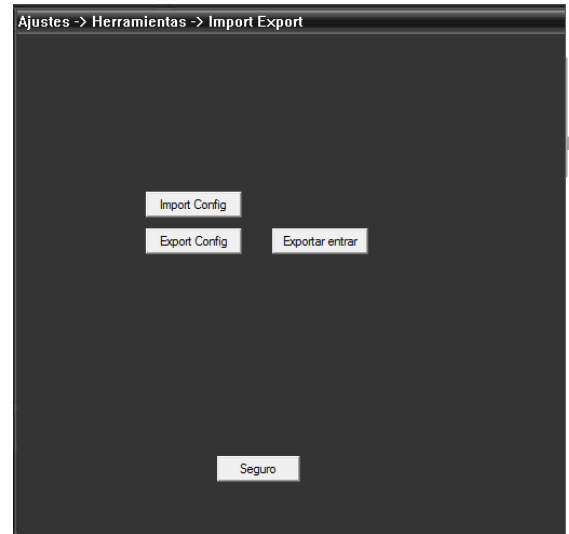 Ajustes -> Herramientas -> Import Export
Import Config
Export Config Exportar entrar
Seguro